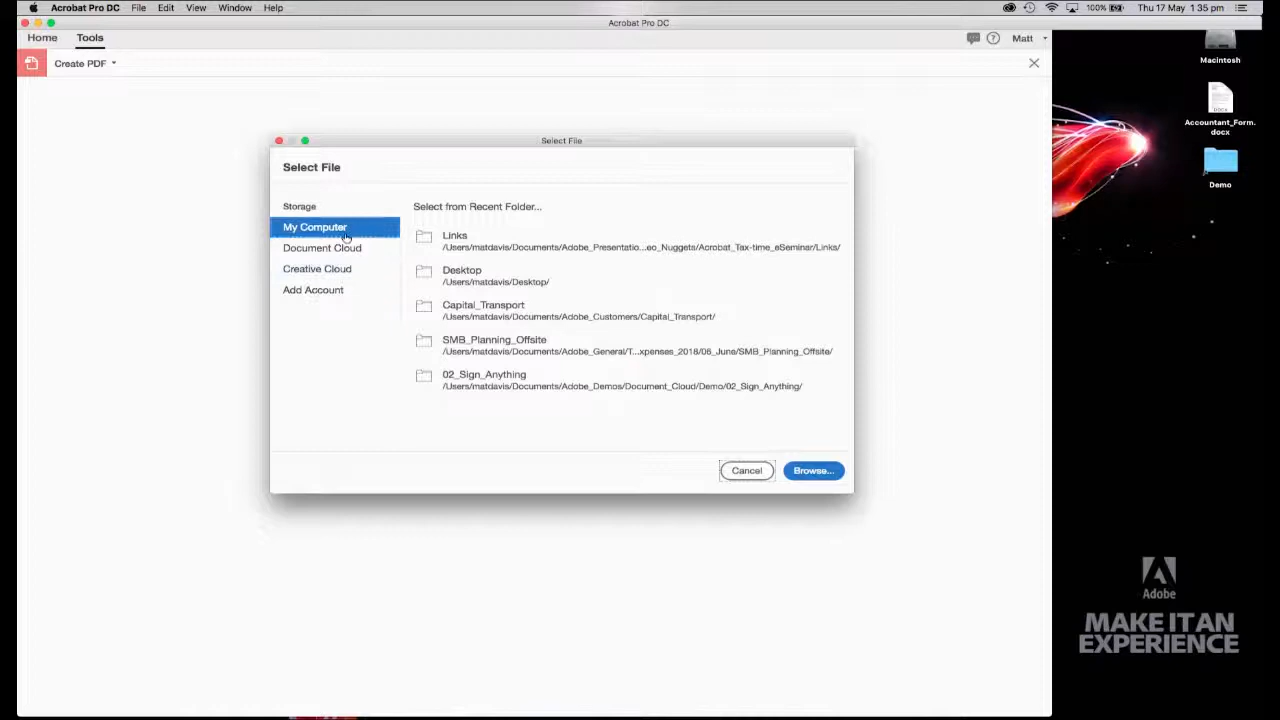 Acrobat Pro DC File Edit View Window Help 100% Thu 17 May 1:35 pm
Acrobat Pro DC
Home Tools Matt
Create PDF
Macintosh
Accountant_Form.
docx
Demo
DOCX
Select File
Select File
Storage
My Computer
Document Cloud
Creative Cloud
Add Account
Select from Recent Folder...
Links
/Users/matdavis/Documents/Adobe_Presentatio...eo_Nuggets/Acrobat_Tax-time_eSeminar/Links/
Desktop
/Users/matdavis/Desktop/
Capital_Transport
/Users/matdavis/Documents/Adobe_Customers/Capital_Transport/
SMB_Planning_Offsite
/Users/matdavis/Documents/Adobe_General/T...xpenses_2018/06_June/SMB_Planning_Offsite/
02_Sign_Anything
/Users/matdavis/Documents/Adobe_Demos/Document_Cloud/Demo/02_Sign_Anything/
Cancel Browse...
Adobe
MAKE IT AN
EXPERIENCE